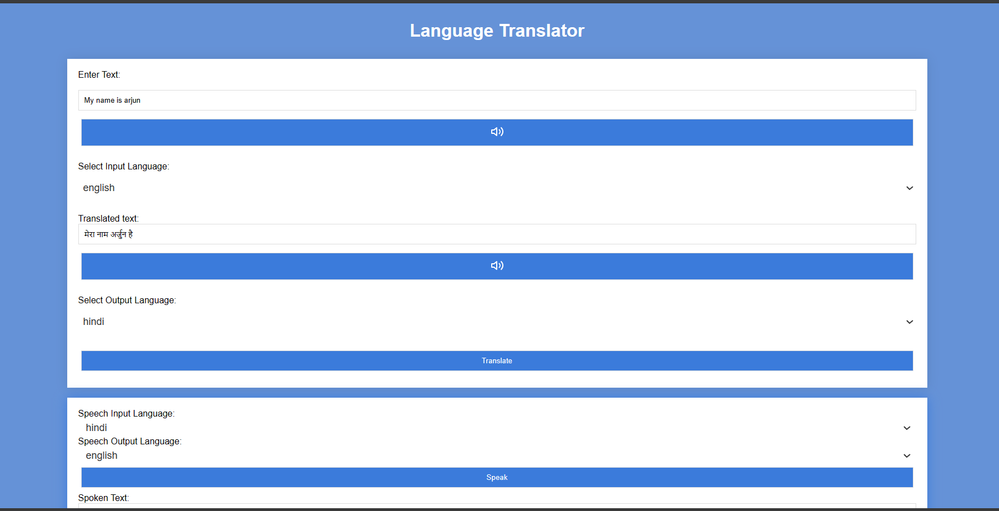 Language Translator
Enter Text:
My name is arjun
Select Input Language:
english
Translated text:
मेरा नाम अर्जुन है
Select Output Language:
hindi
Translate
Speech Input Language:
hindi
Speech Output Language:
english
Speak
Spoken Text: